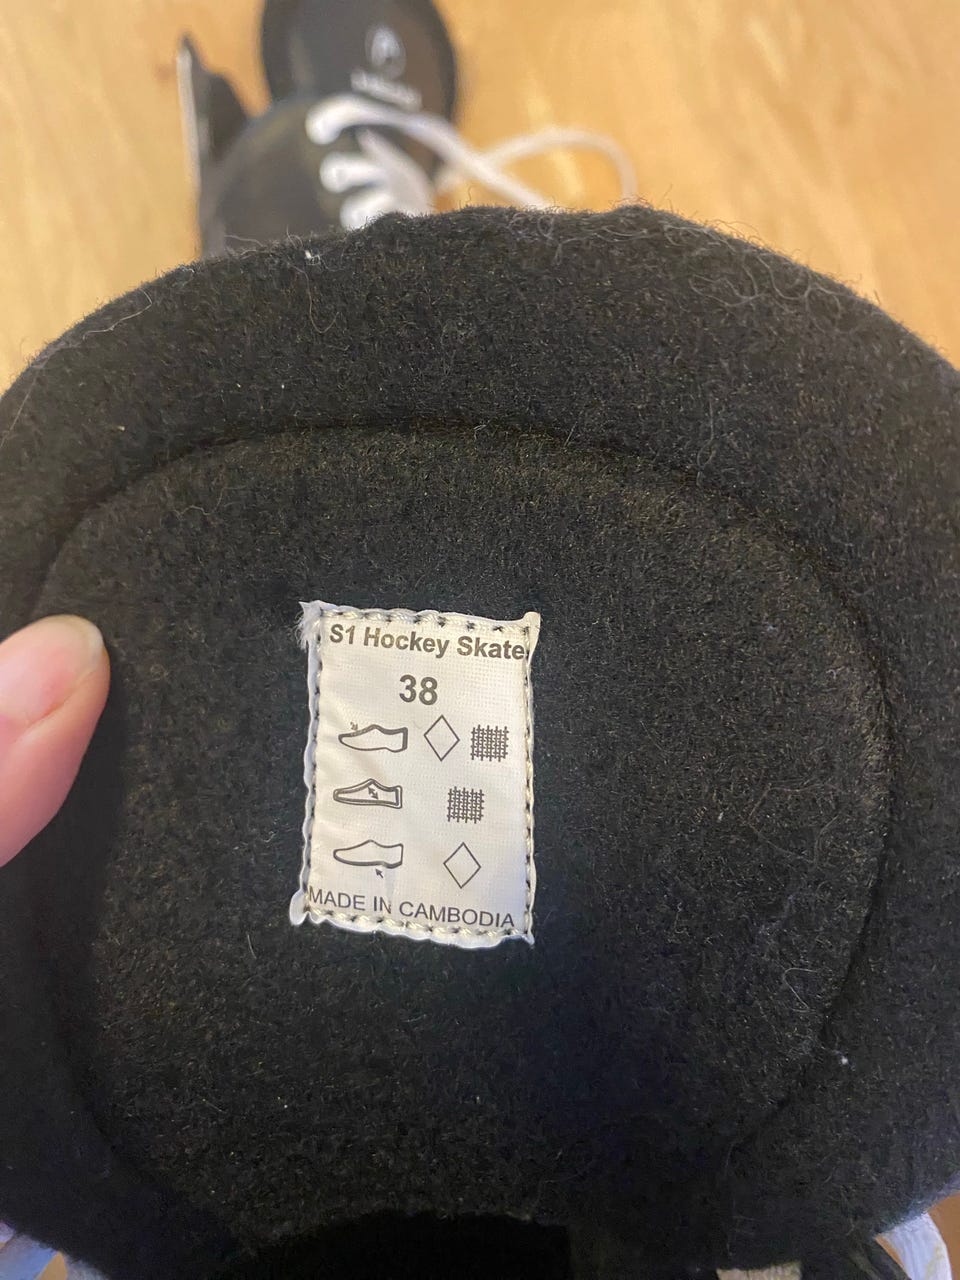 S1 Hockey Skate
38
MADE IN CAMBODIA